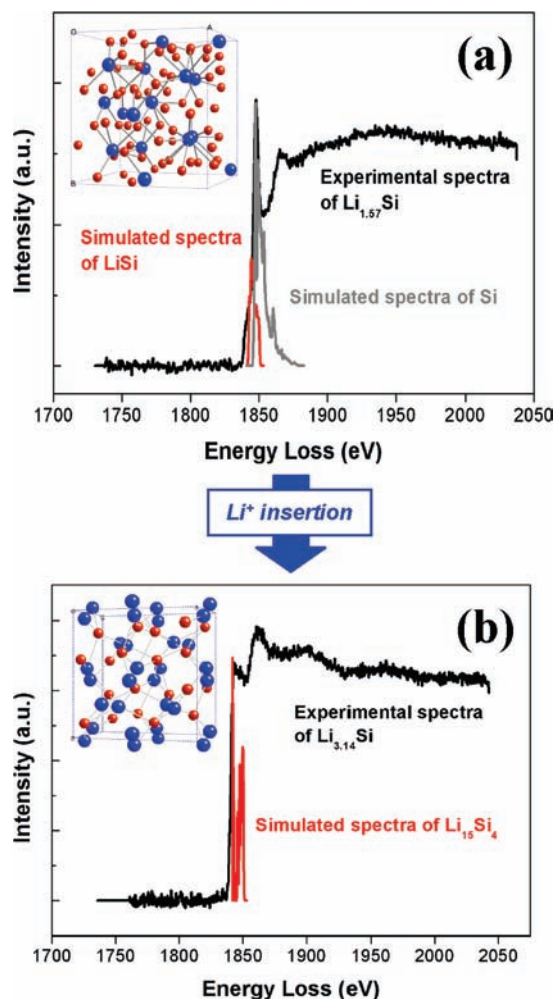 (a)
Intensity (a.u.)
Experimental spectra
of Li1.57Si
Simulated spectra
of LiSi
Simulated spectra of Si
1700 1750 1800 1850 1900 1950 2000 2050
Energy Loss (eV)
Li+ insertion
(b)
Intensity (a.u.)
Experimental spectra
of Li3.14Si
Simulated spectra of Li15Si4
1700 1750 1800 1850 1900 1950 2000 2050
Energy Loss (eV)